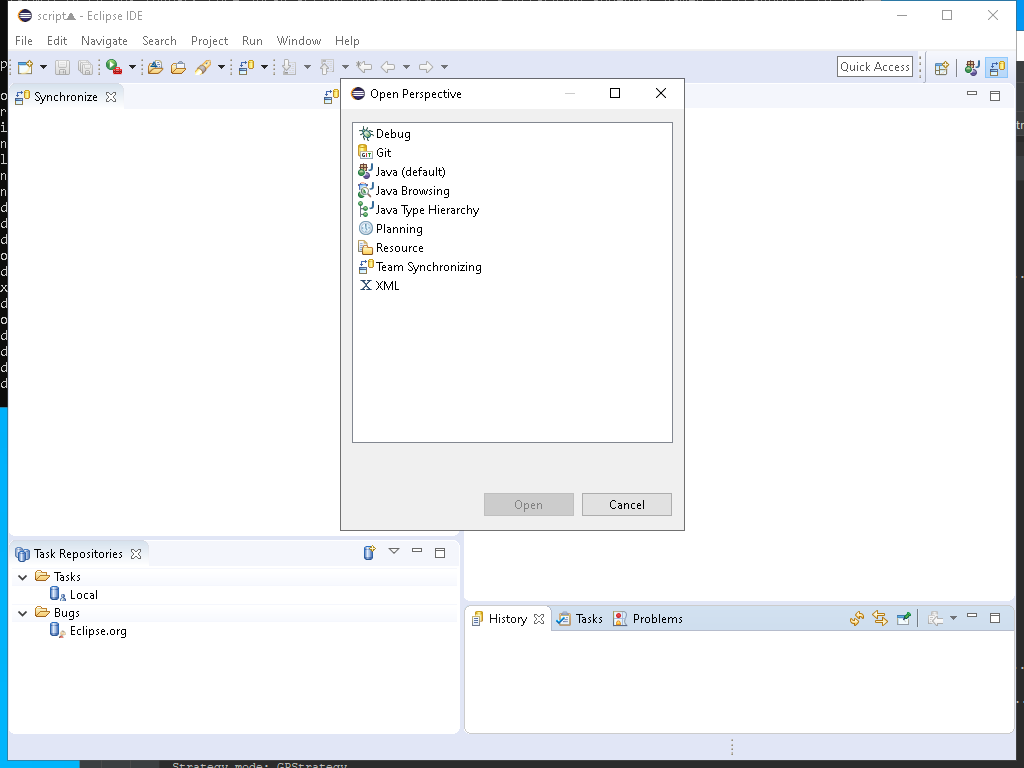 script - Eclipse IDE
File Edit Navigate Search Project Run Window Help
Quick Access
Synchronize
Open Perspective
Debug
Git
Java (default)
Java Browsing
Java Type Hierarchy
Planning
Resource
Team Synchronizing
XML
Open Cancel
Task Repositories
Tasks
Local
Bugs
Eclipse.org
History Tasks Problems
Strategy mode: GPStrategy